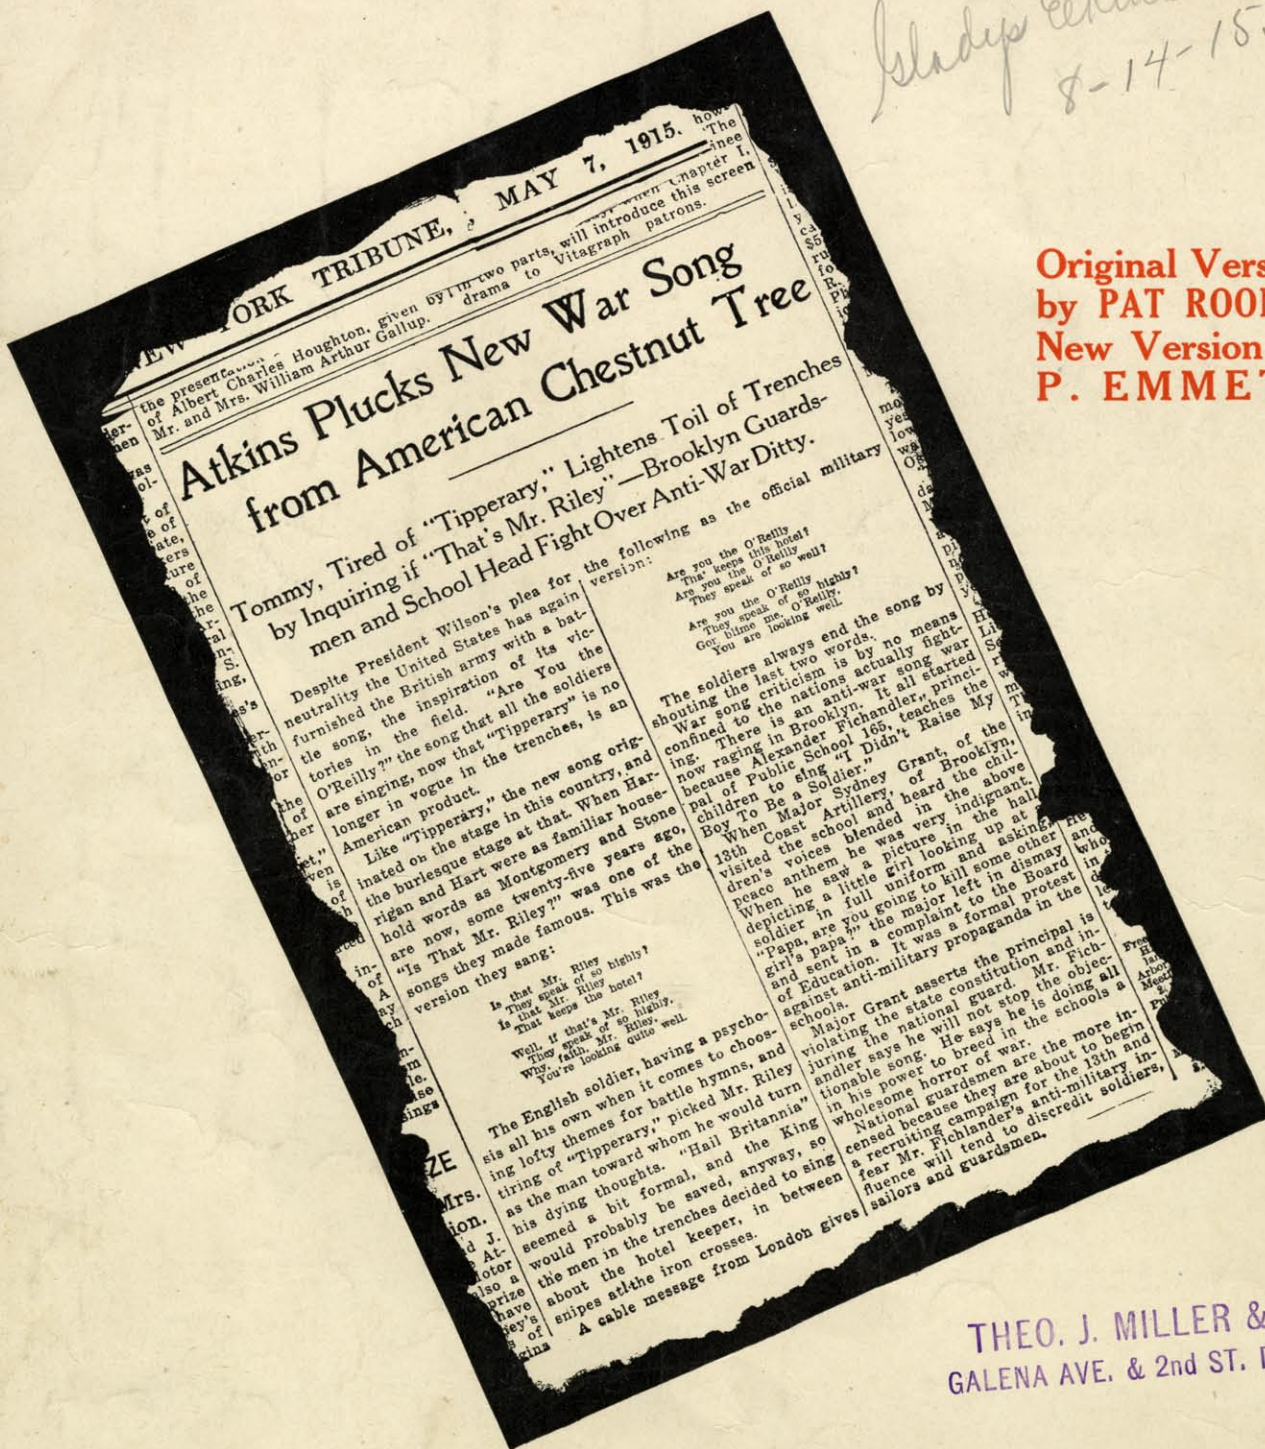 Gladys
8-14-15.
Original Vers
by PAT ROO
New Version
P. EMME
NEW YORK TRIBUNE, MAY 7, 1915.
the
of Albert Charles Houghton, given by
Mr. and Mrs. William Arthur Gallup.
in two parts, will introduce this screen
drama to Vitagraph patrons.
Atkins Plucks New War Song
from American Chestnut Tree
Tommy, Tired of "Tipperary," Lightens Toil of Trenches
by Inquiring if "That's Mr. Riley"—Brooklyn Guards-
men and School Head Fight Over Anti-War Ditty.
Despite President Wilson's plea for
neutrality the United States has again
furnished the British army with a bat-
tle song, the inspiration of its vic-
tories in the field. "Are You the
O'Reilly?" the song that all the soldiers
are singing, now that "Tipperary" is no
longer in vogue in the trenches, is an
American product.
Like "Tipperary," the new song orig-
inated on the stage in this country, and
the burlesque stage at that. When Har-
rigan and Hart were as familiar house-
hold words as Montgomery and Stone
are now, some twenty-five years ago,
"Is That Mr. Riley?" was one of the
songs they made famous. This was the
version they sang:
Is that Mr. Riley
They speak of so highly?
Is that Mr. Riley
That keeps the hotel?
Well, if that's Mr. Riley
They speak of so highly,
Why, faith, Mr. Riley,
You're looking quite well.
The English soldier, having a psycho-
sis all his own when it comes to choos-
ing lofty themes for battle hymns, and
tiring of "Tipperary," picked Mr. Riley
as the man toward whom he would turn
his dying thoughts. "Hail Britannia"
seemed a bit formal, and the King
would probably be saved, anyway, so
the men in the trenches decided to sing
about the hotel keeper, in between
snipes at the iron crosses.
A cable message from London gives
the following as the official military
version:
Are you the O'Reilly
Tha' keeps this hotel?
Are you the O'Reilly
They speak of so well?
Are you the O'Reilly
They speak of so highly?
Gor blime me, O'Reilly,
You are looking well.
The soldiers always end the song by
shouting the last two words.
War song criticism is by no means
confined to the nations actually fight-
ing. There is an anti-war song war
now raging in Brooklyn. It all started
because Alexander Fichandler, princi-
pal of Public School 165, teaches the
children to sing "I Didn't Raise My
Boy To Be a Soldier."
When Major Sydney Grant, of the
13th Coast Artillery, of Brooklyn,
visited the school and heard the chil-
dren's voices blended in the above
peace anthem he was very indignant.
When he saw a picture in the hall
depicting a little girl looking up at a
soldier in full uniform and asking,
"Papa, are you going to kill some other
girl's papa?" the major left in dismay
and sent in a complaint to the Board
of Education. It was a formal protest
against anti-military propaganda in the
schools.
Major Grant asserts the principal is
violating the state constitution and in-
juring the national guard. Mr. Fich-
andler says he will not stop the objec-
tionable song. He says he is doing all
in his power to breed in the schools a
wholesome horror of war.
National guardsmen are the more in-
censed because they are about to begin
a recruiting campaign for the 13th and
fear Mr. Fichlander's anti-military in-
fluence will tend to discredit soldiers,
sailors and guardsmen.
THEO. J. MILLER &
GALENA AVE. & 2nd ST.